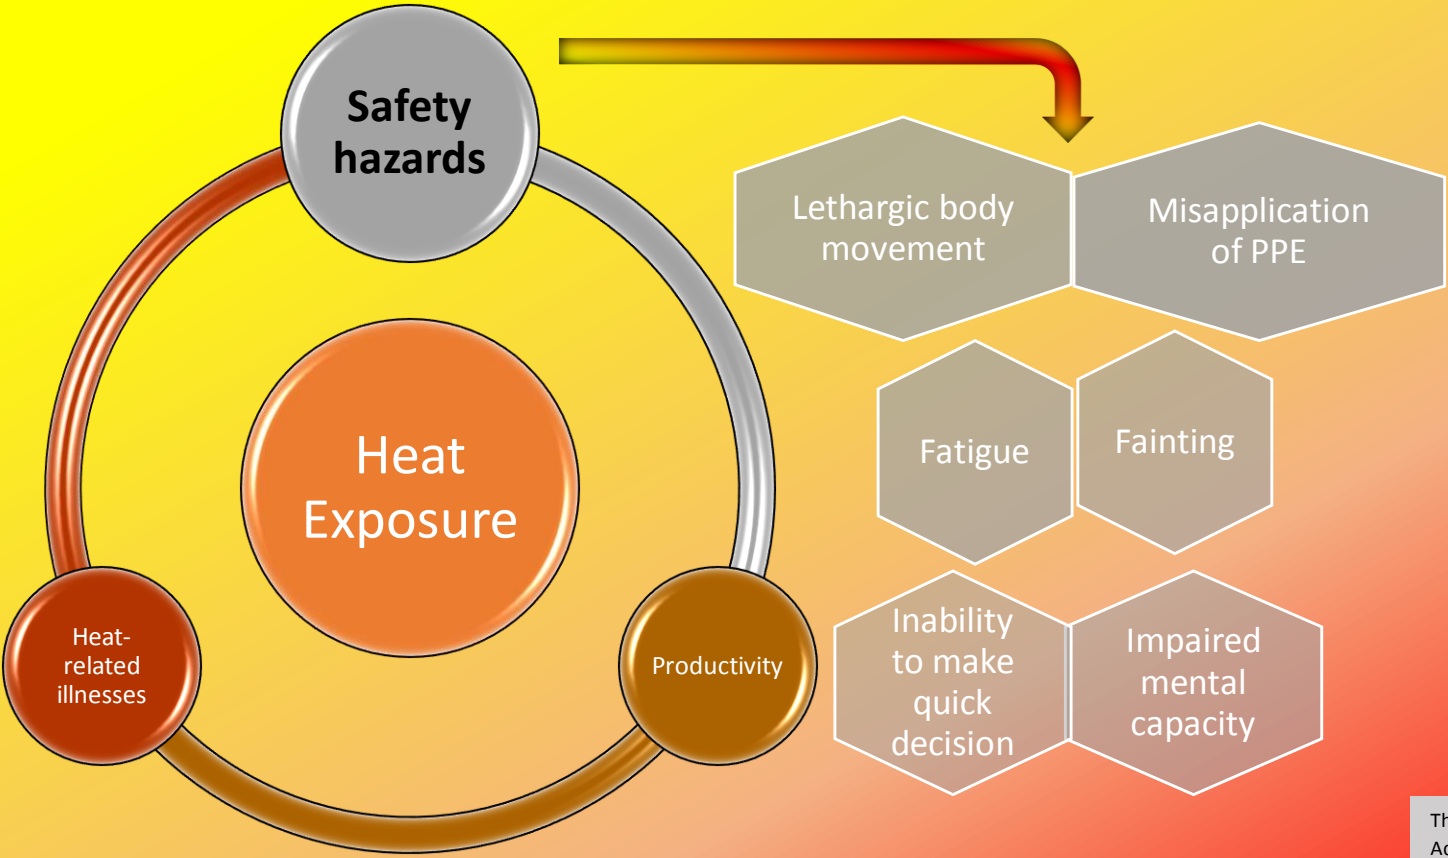 Safety
hazards
Heat
Exposure
Heat-
related
illnesses
Productivity
Lethargic body
movement
Misapplication
of PPE
Fatigue
Fainting
Inability
to make
quick
decision
Impaired
mental
capacity